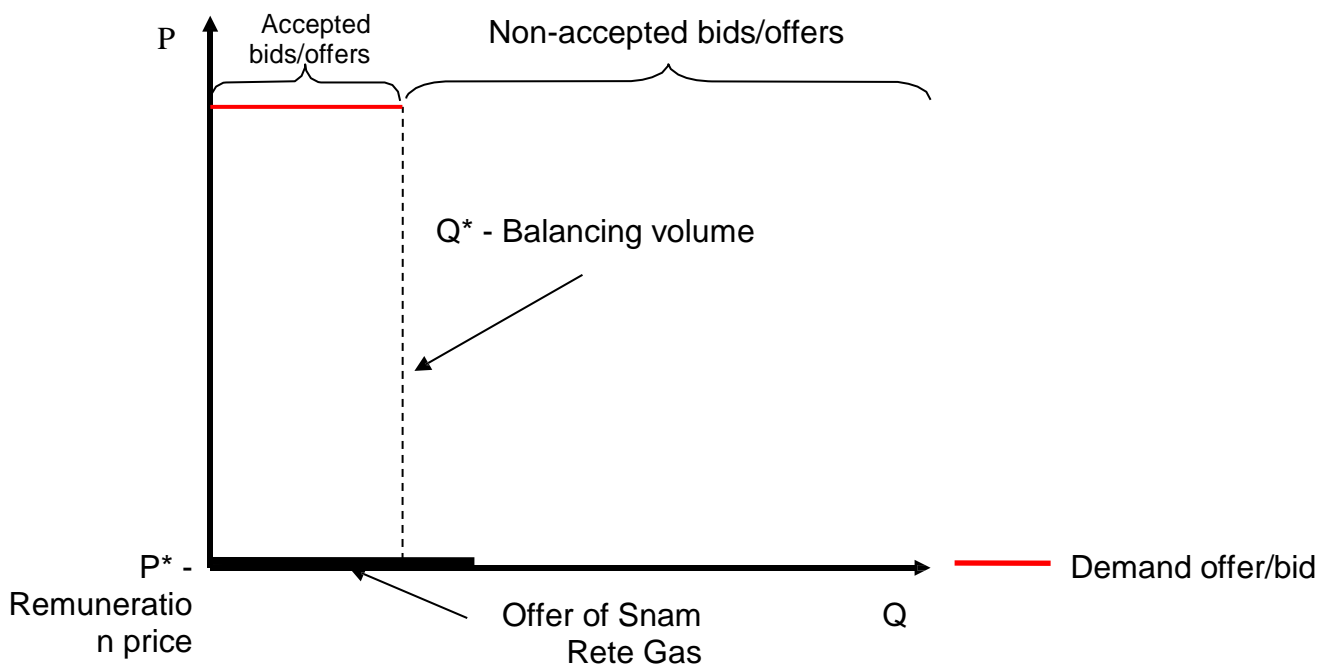 P
Accepted
bids/offers
Non-accepted bids/offers
Q* - Balancing volume
P* -
Remuneratio
n price
Offer of Snam
Rete Gas
Q
Demand offer/bid